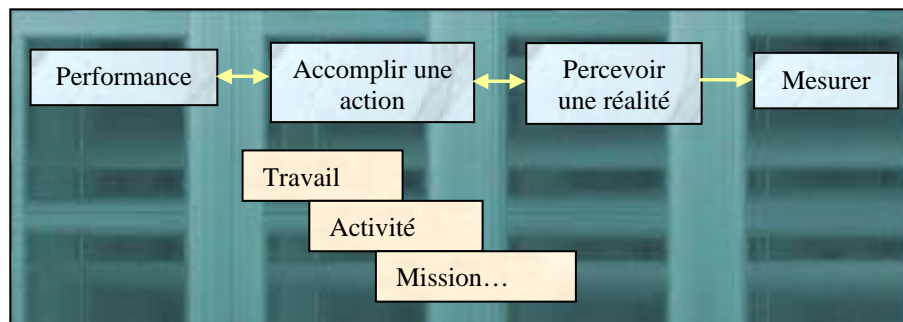 Performance
Accomplir une
action
Percevoir
une réalité
Mesurer
Travail
Activité
Mission…